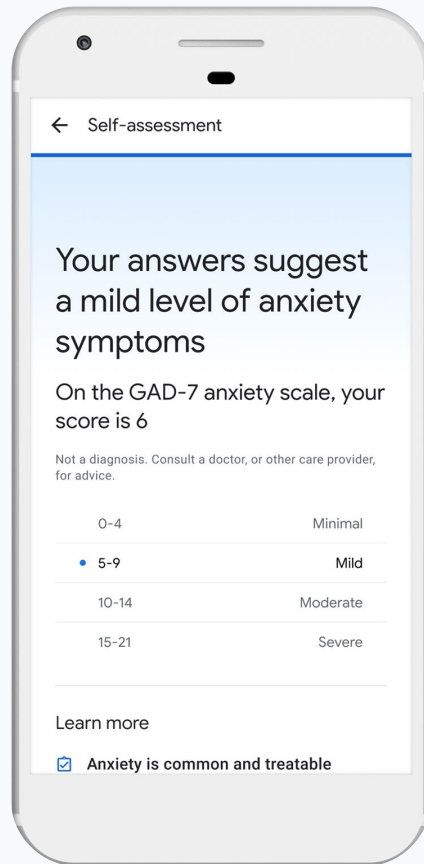 Self-assessment
Your answers suggest
a mild level of anxiety
symptoms
On the GAD-7 anxiety scale, your
score is 6
Not a diagnosis. Consult a doctor, or other care provider,
for advice.
0-4 Minimal
5-9 Mild
10-14 Moderate
15-21 Severe
Learn more
Anxiety is common and treatable